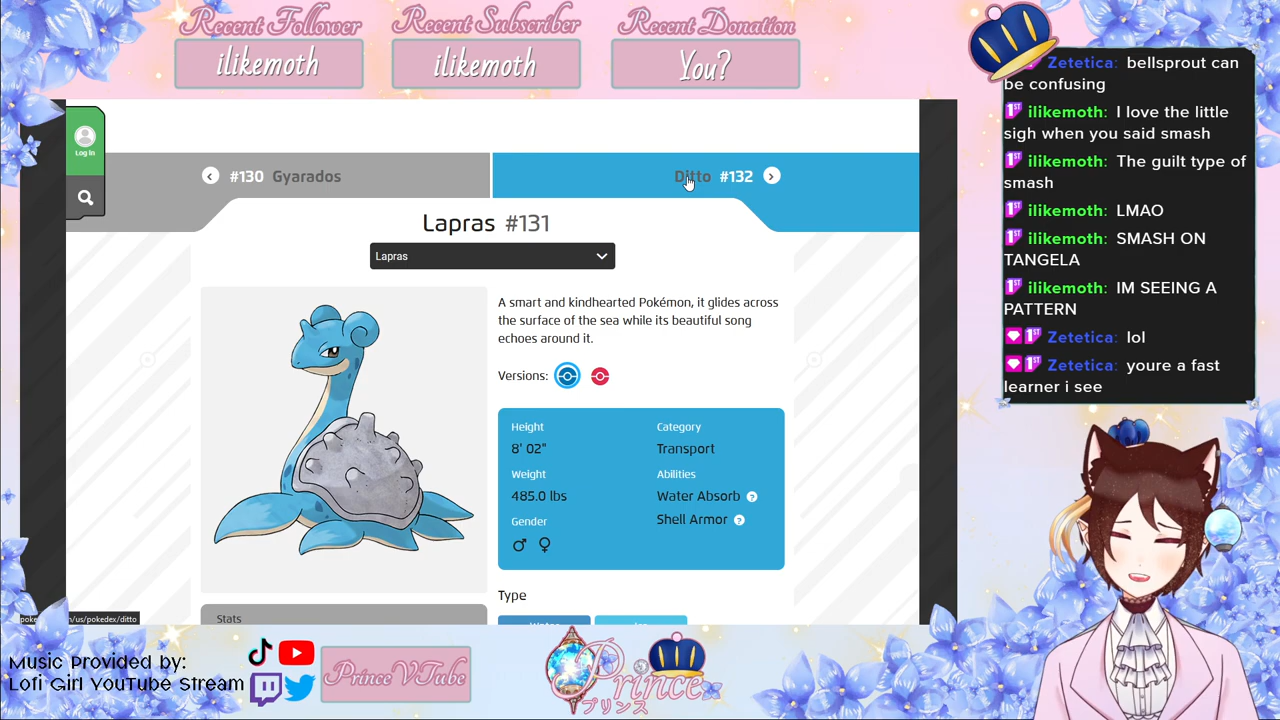 Recent Follower
ilikemoth
Recent Subscriber
ilikemoth
Recent Donation
You?
Log In
#130 Gyarados
Ditto #132
Lapras #131
Lapras
A smart and kindhearted Pokémon, it glides across
the surface of the sea while its beautiful song
echoes around it.
Versions:
Height
8' 02"
Weight
485.0 lbs
Gender
Category
Transport
Abilities
Water Absorb
Shell Armor
Type
Water
Ice
Stats
Zetetica: bellsprout can
be confusing
ilikemoth: I love the little
sigh when you said smash
ilikemoth: The guilt type of
smash
ilikemoth: LMAO
ilikemoth: SMASH ON
TANGELA
ilikemoth: IM SEEING A
PATTERN
Zetetica: lol
Zetetica: youre a fast
learner i see
Music Provided by:
Lofi Girl YouTube Stream
Prince VTube
Prince
プリンス